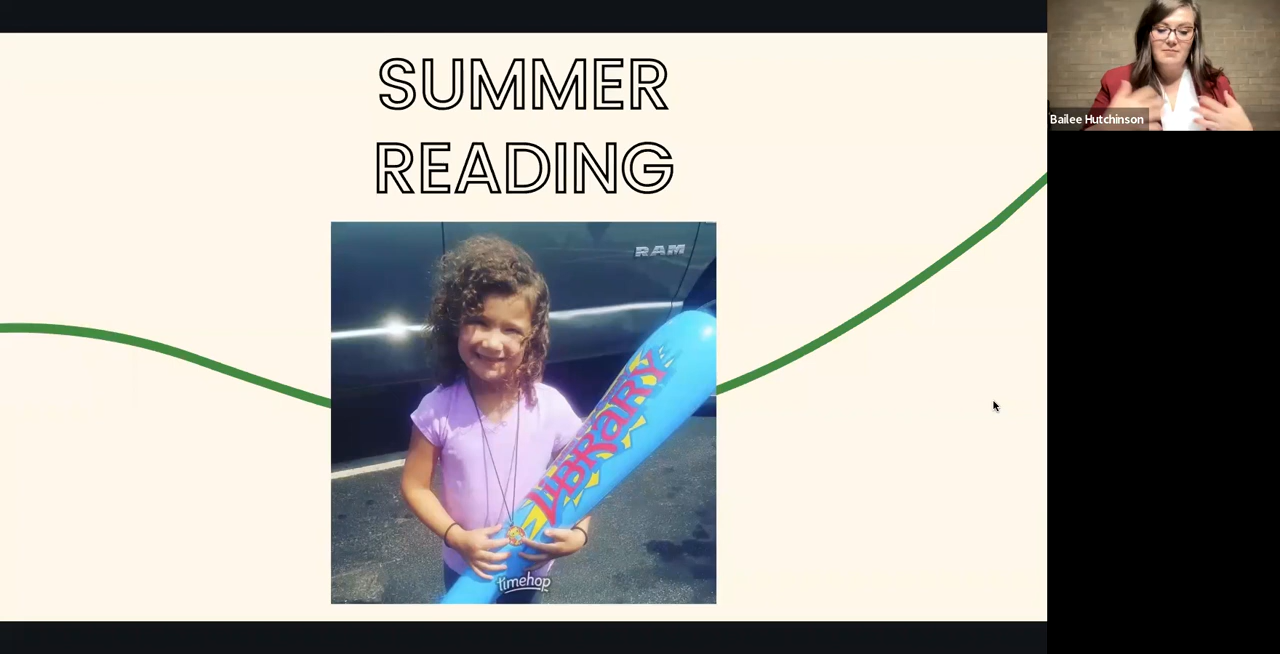 SUMMER
READING
RAM
LIBRARY
timehop
Bailee Hutchinson